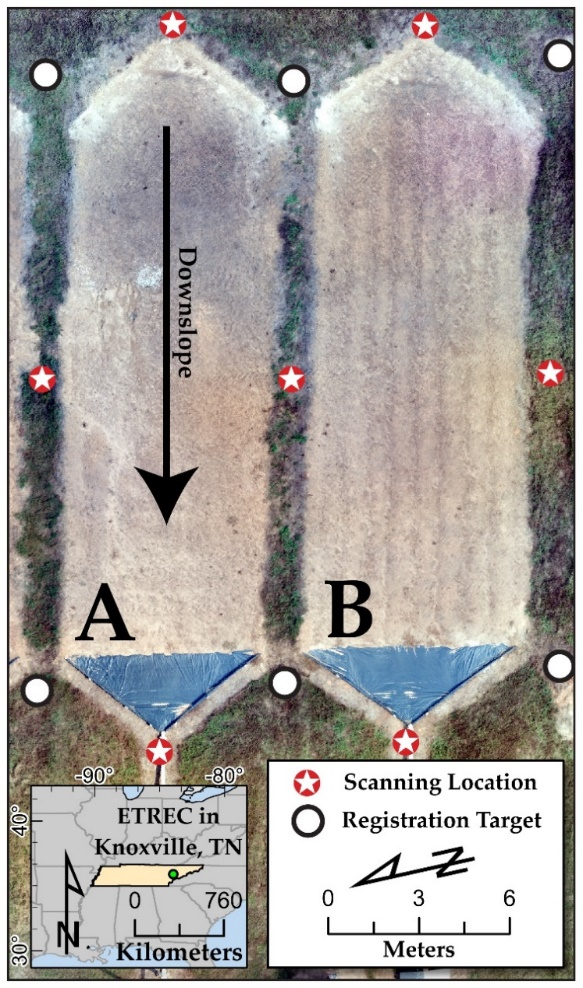 Downslope
A
B
-90°
-80°
40°
30°
ETREC in
Knoxville, TN
N
0
760
Kilometers
Scanning Location
Registration Target
N
0
3
6
Meters